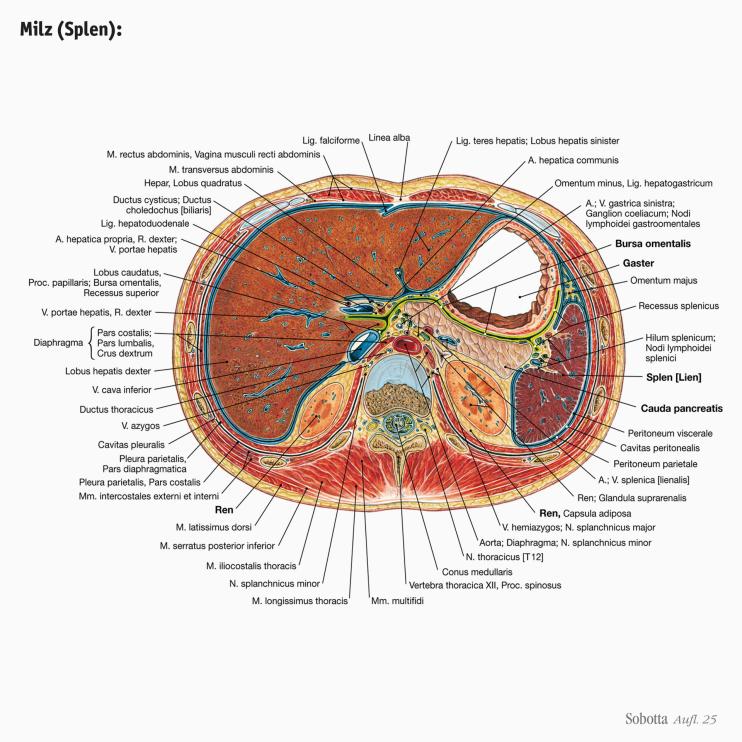 Milz (Splen):
Lig. falciforme
Linea alba
M. rectus abdominis, Vagina musculi recti abdominis
M. transversus abdominis
Hepar, Lobus quadratus
Ductus cysticus; Ductus
choledochus [biliaris]
Lig. hepatoduodenale
A. hepatica propria, R. dexter;
V. portae hepatis
Lobus caudatus,
Proc. papillaris; Bursa omentalis,
Recessus superior
V. portae hepatis, R. dexter
Diaphragma
Pars costalis;
Pars lumbalis,
Crus dextrum
Lobus hepatis dexter
V. cava inferior
Ductus thoracicus
V. azygos
Cavitas pleuralis
Pleura parietalis,
Pars diaphragmatica
Pleura parietalis, Pars costalis
Mm. intercostales externi et interni
Ren
M. latissimus dorsi
M. serratus posterior inferior
M. iliocostalis thoracis
N. splanchnicus minor
M. longissimus thoracis
Mm. multifidi
Lig. teres hepatis; Lobus hepatis sinister
A. hepatica communis
Omentum minus, Lig. hepatogastricum
A.; V. gastrica sinistra;
Ganglion coeliacum; Nodi
lymphoidei gastroomentales
Bursa omentalis
Gaster
Omentum majus
Recessus splenicus
Hilum splenicum;
Nodi lymphoidei
splenici
Splen [Lien]
Cauda pancreatis
Peritoneum viscerale
Cavitas peritonealis
Peritoneum parietale
A.; V. splenica [lienalis]
Ren; Glandula suprarenalis
Ren, Capsula adiposa
V. hemiazygos; N. splanchnicus major
Aorta; Diaphragma; N. splanchnicus minor
N. thoracicus [T12]
Conus medullaris
Vertebra thoracica XII, Proc. spinosus
Sobotta Aufl. 25